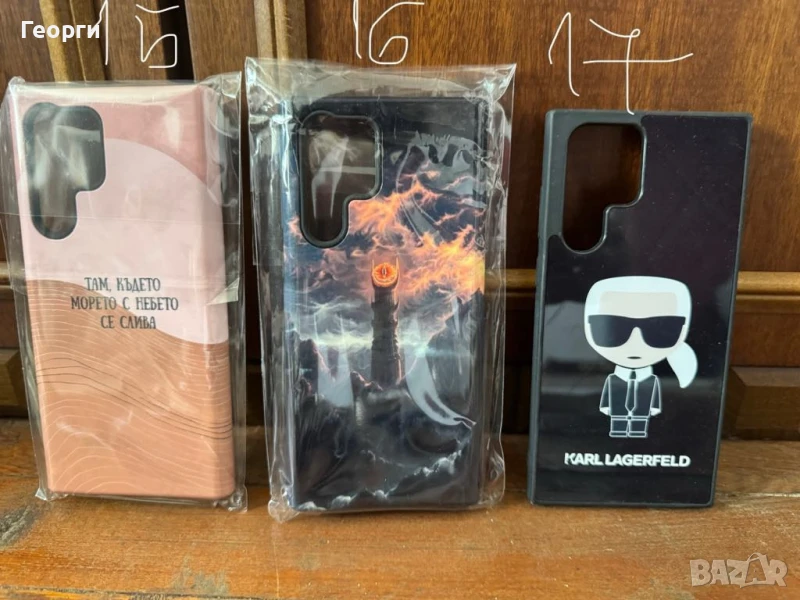 Георги
15
16
17
ТАМ, КЪДЕТО
МОРЕТО С НЕБЕТО
СЕ СЛИВА
KARL LAGERFELD
BAZAR